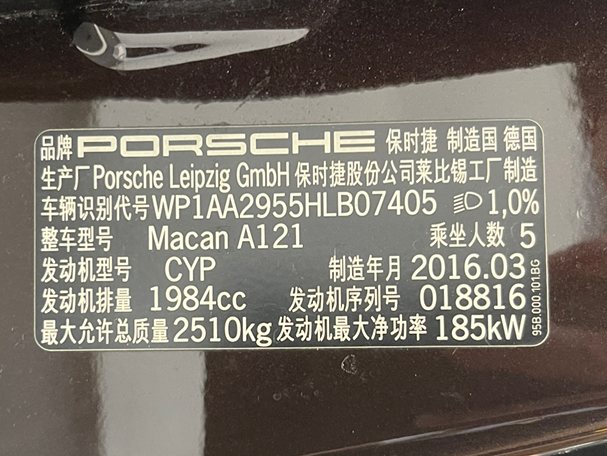 品牌 PORSCHE 保时捷 制造国 德国
生产厂 Porsche Leipzig GmbH 保时捷股份公司莱比锡工厂制造
车辆识别代号 WP1AA2955HLB07405 1,0%
整车型号 Macan A121 乘坐人数 5
发动机型号 CYP 制造年月 2016.03
发动机排量 1984cc 发动机序列号 018816
最大允许总质量 2510kg 发动机最大净功率 185kW
95B.000.101.BG